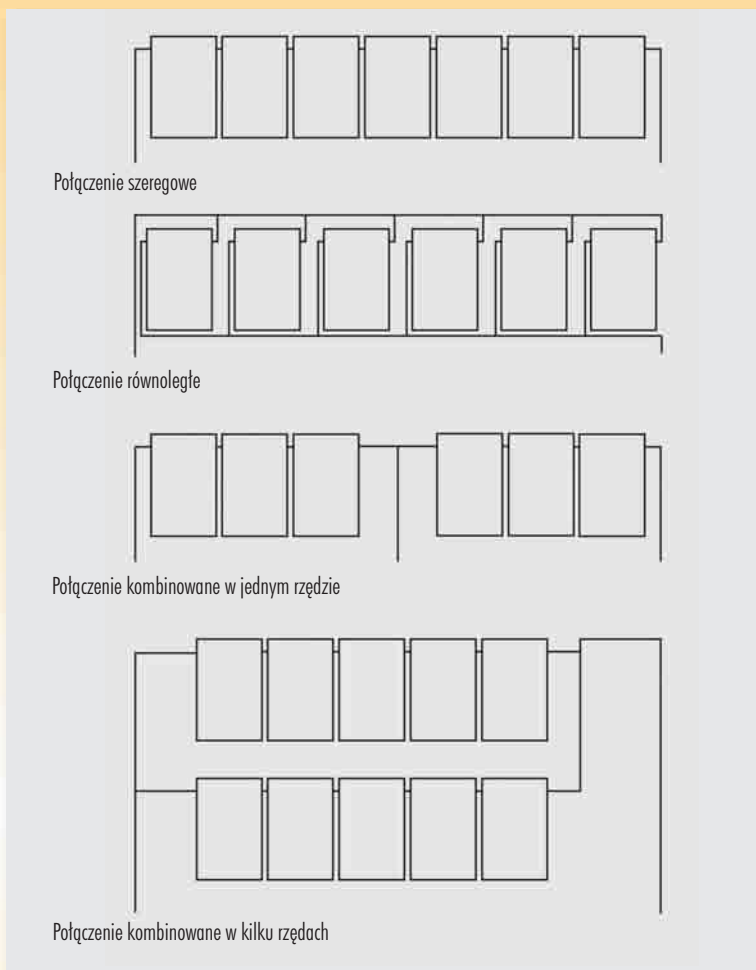 Połączenie szeregowe
Połączenie równoległe
Połączenie kombinowane w jednym rzędzie
Połączenie kombinowane w kilku rzędach